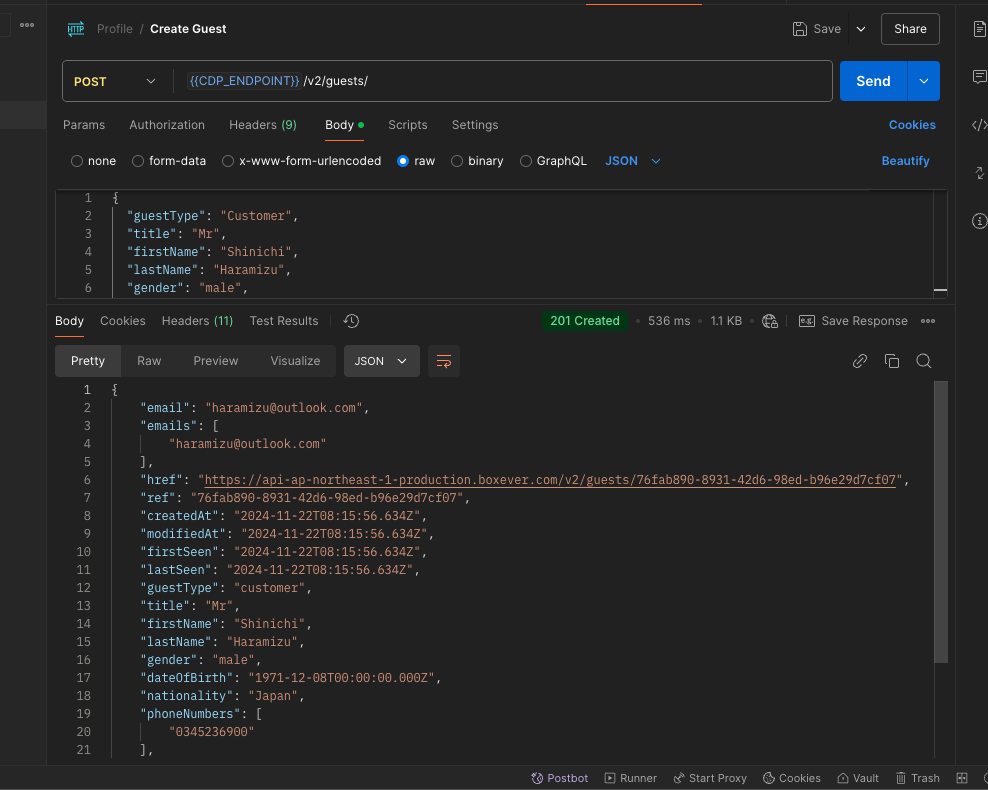 HTTP Profile / Create Guest Save Share
POST {{CDP_ENDPOINT}}/v2/guests/ Send
Params Authorization Headers (9) Body Scripts Settings Cookies
none form-data x-www-form-urlencoded raw binary GraphQL JSON Beautify
1 {
2 "guestType": "Customer",
3 "title": "Mr",
4 "firstName": "Shinichi",
5 "lastName": "Haramizu",
6 "gender": "male",
Body Cookies Headers (11) Test Results 201 Created • 536 ms • 1.1 KB • e.g. Save Response
Pretty Raw Preview Visualize JSON
1 {
2 "email": "haramizu@outlook.com",
3 "emails": [
4 "haramizu@outlook.com"
5 ],
6 "href": "https://api-ap-northeast-1-production.boxever.com/v2/guests/76fab890-8931-42d6-98ed-b96e29d7cf07",
7 "ref": "76fab890-8931-42d6-98ed-b96e29d7cf07",
8 "createdAt": "2024-11-22T08:15:56.634Z",
9 "modifiedAt": "2024-11-22T08:15:56.634Z",
10 "firstSeen": "2024-11-22T08:15:56.634Z",
11 "lastSeen": "2024-11-22T08:15:56.634Z",
12 "guestType": "customer",
13 "title": "Mr",
14 "firstName": "Shinichi",
15 "lastName": "Haramizu",
16 "gender": "male",
17 "dateOfBirth": "1971-12-08T00:00:00.000Z",
18 "nationality": "Japan",
19 "phoneNumbers": [
20 "0345236900"
21 ],
Postbot Runner Start Proxy Cookies Vault Trash